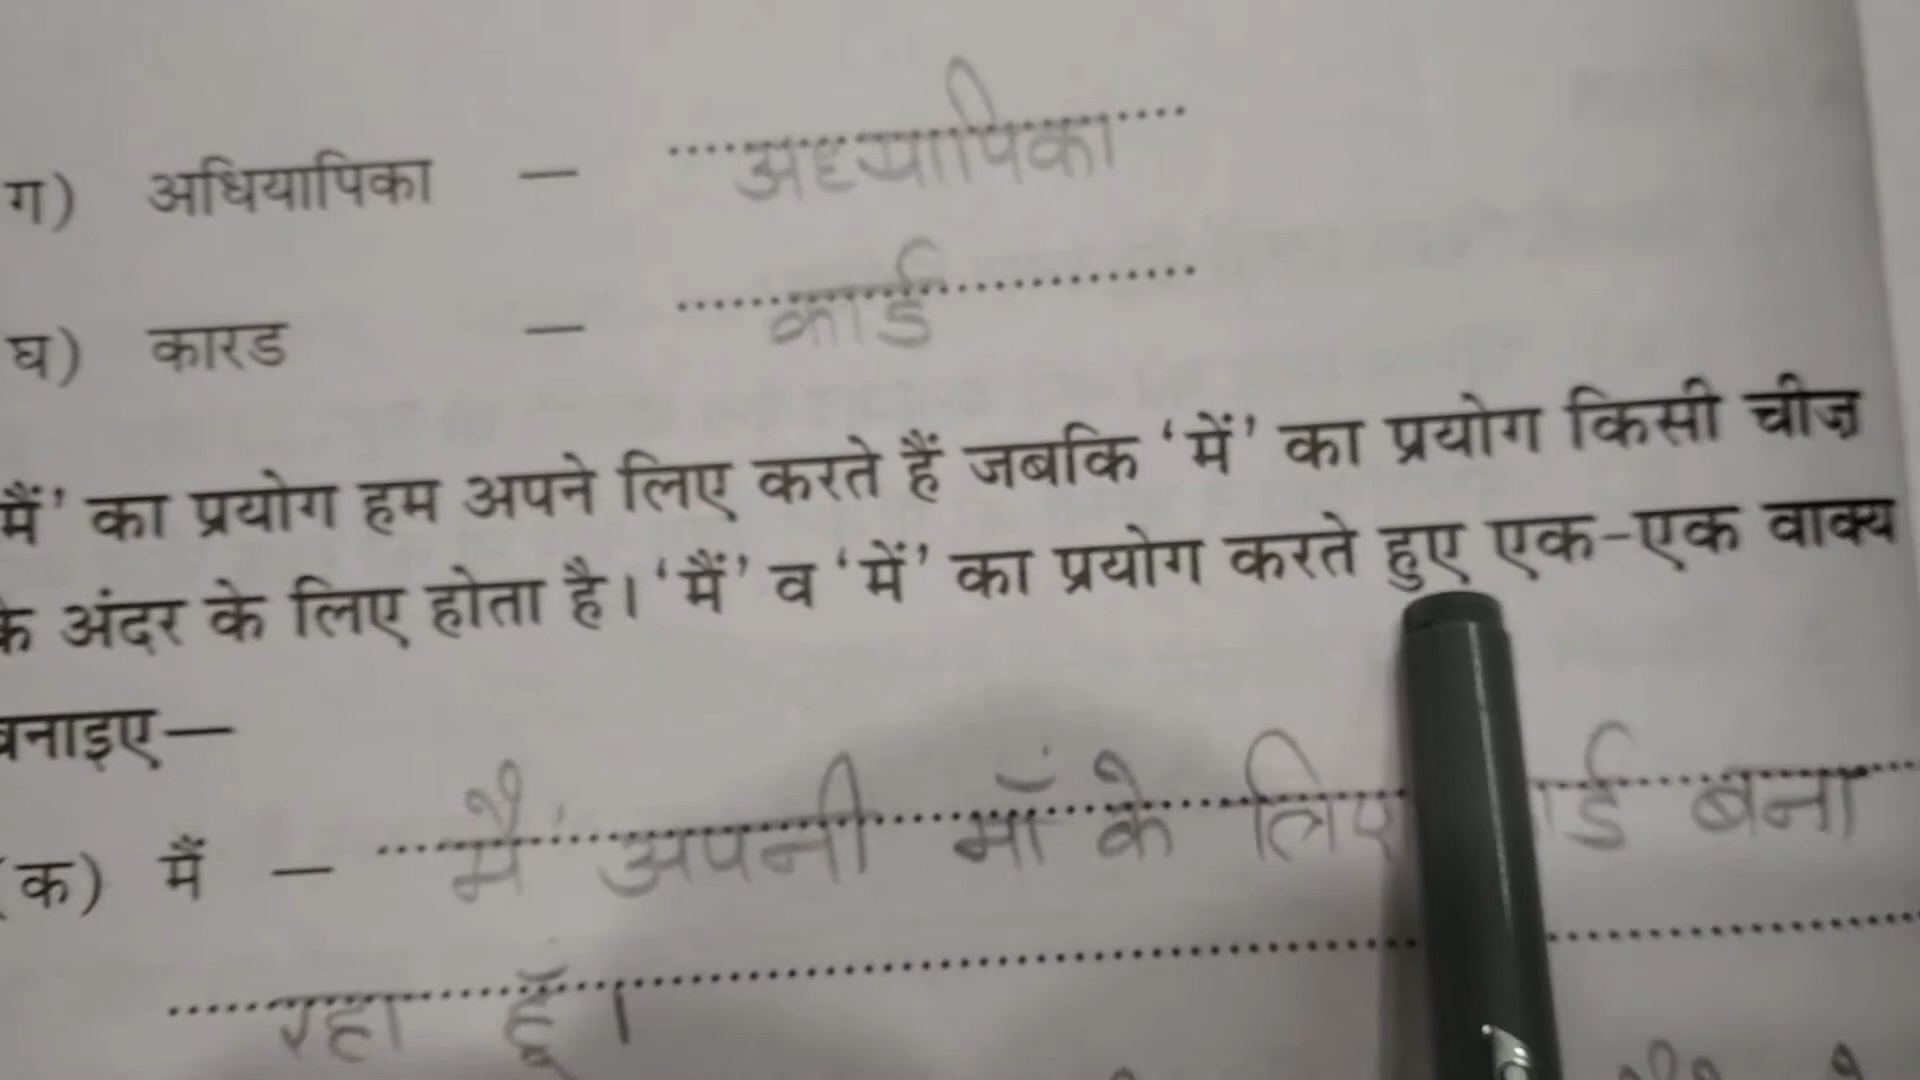 ग) अधियापिका – अध्यापिका
घ) कारड – कार्ड
मैं' का प्रयोग हम अपने लिए करते हैं जबकि 'में' का प्रयोग किसी चीज़
के अंदर के लिए होता है। 'मैं' व 'में' का प्रयोग करते हुए एक-एक वाक्य
बनाइए–
(क) मैं – मैं अपनी माँ के लिए बना
रहा हूँ।